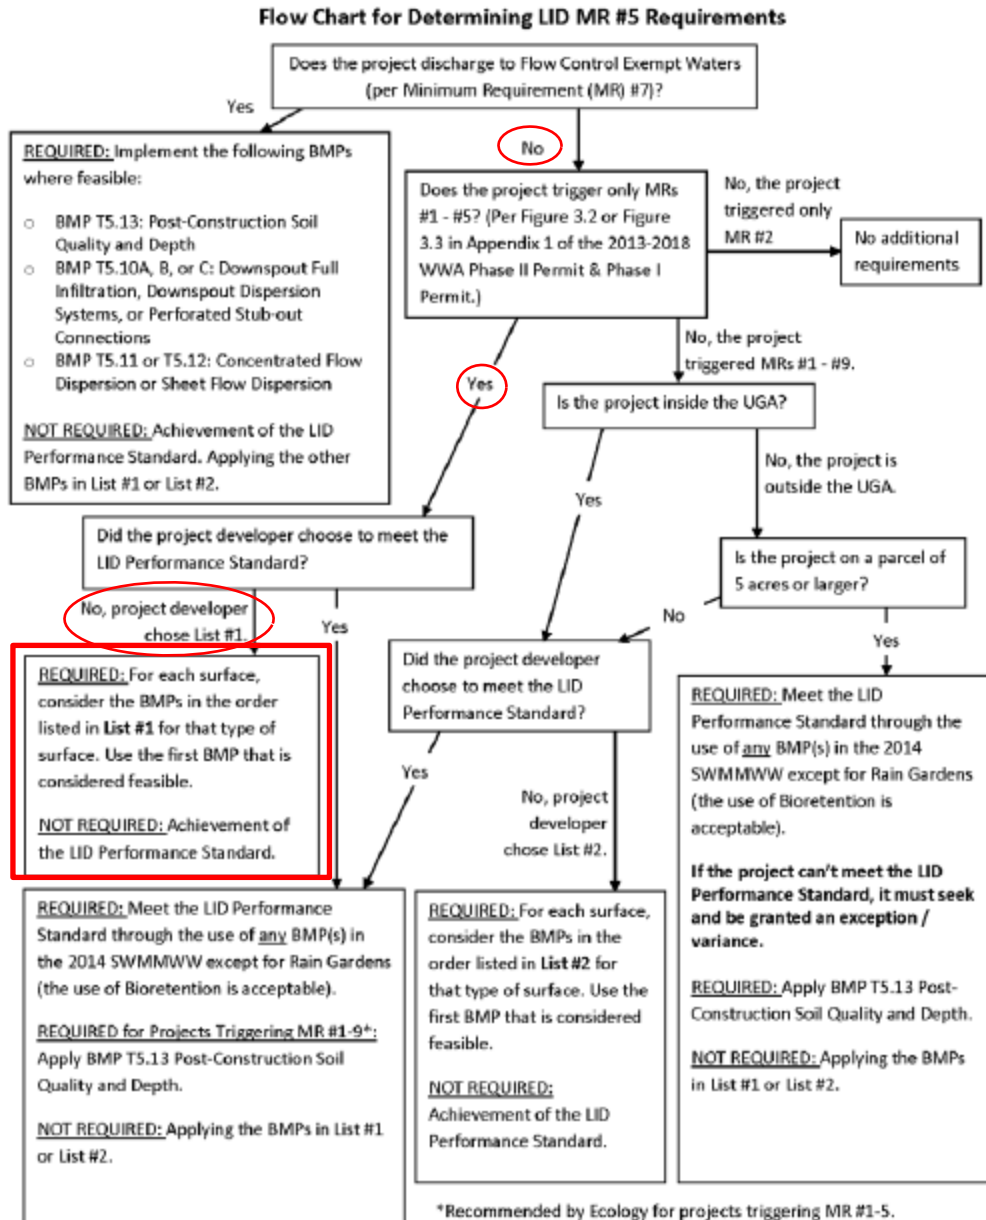 Flow Chart for Determining LID MR #5 Requirements
Does the project discharge to Flow Control Exempt Waters
(per Minimum Requirement (MR) #7)?
Yes
No
REQUIRED: Implement the following BMPs
where feasible:
o BMP T5.13: Post-Construction Soil
Quality and Depth
o BMP T5.10A, B, or C: Downspout Full
Infiltration, Downspout Dispersion
Systems, or Perforated Stub-out
Connections
o BMP T5.11 or T5.12: Concentrated Flow
Dispersion or Sheet Flow Dispersion
NOT REQUIRED: Achievement of the LID
Performance Standard. Applying the other
BMPs in List #1 or List #2.
Does the project trigger only MRs
#1 - #5? (Per Figure 3.2 or Figure
3.3 in Appendix 1 of the 2013-2018
WWA Phase II Permit & Phase I
Permit.)
No, the project
triggered only
MR #2
No additional
requirements
Yes
No, the project
triggered MRs #1 - #9.
Is the project inside the UGA?
Yes
No, the project is
outside the UGA.
Did the project developer choose to meet the
LID Performance Standard?
Is the project on a parcel of
5 acres or larger?
No, project developer
chose List #1.
Yes
No
Yes
REQUIRED: For each surface,
consider the BMPs in the order
listed in List #1 for that type of
surface. Use the first BMP that is
considered feasible.
NOT REQUIRED: Achievement of
the LID Performance Standard.
Did the project developer
choose to meet the LID
Performance Standard?
Yes
No, project
developer
chose List #2.
REQUIRED: Meet the LID
Performance Standard through the
use of any BMP(s) in the 2014
SWMMWW except for Rain Gardens
(the use of Bioretention is
acceptable).
If the project can't meet the LID
Performance Standard, it must seek
and be granted an exception /
variance.
REQUIRED: Apply BMP T5.13 Post-
Construction Soil Quality and Depth.
NOT REQUIRED: Applying the BMPs
in List #1 or List #2.
REQUIRED: Meet the LID Performance
Standard through the use of any BMP(s) in
the 2014 SWMMWW except for Rain Gardens
(the use of Bioretention is acceptable).
REQUIRED for Projects Triggering MR #1-9*:
Apply BMP T5.13 Post-Construction Soil
Quality and Depth.
NOT REQUIRED: Applying the BMPs in List #1
or List #2.
REQUIRED: For each surface,
consider the BMPs in the
order listed in List #2 for
that type of surface. Use the
first BMP that is considered
feasible.
NOT REQUIRED:
Achievement of the LID
Performance Standard.
*Recommended by Ecology for projects triggering MR #1-5.